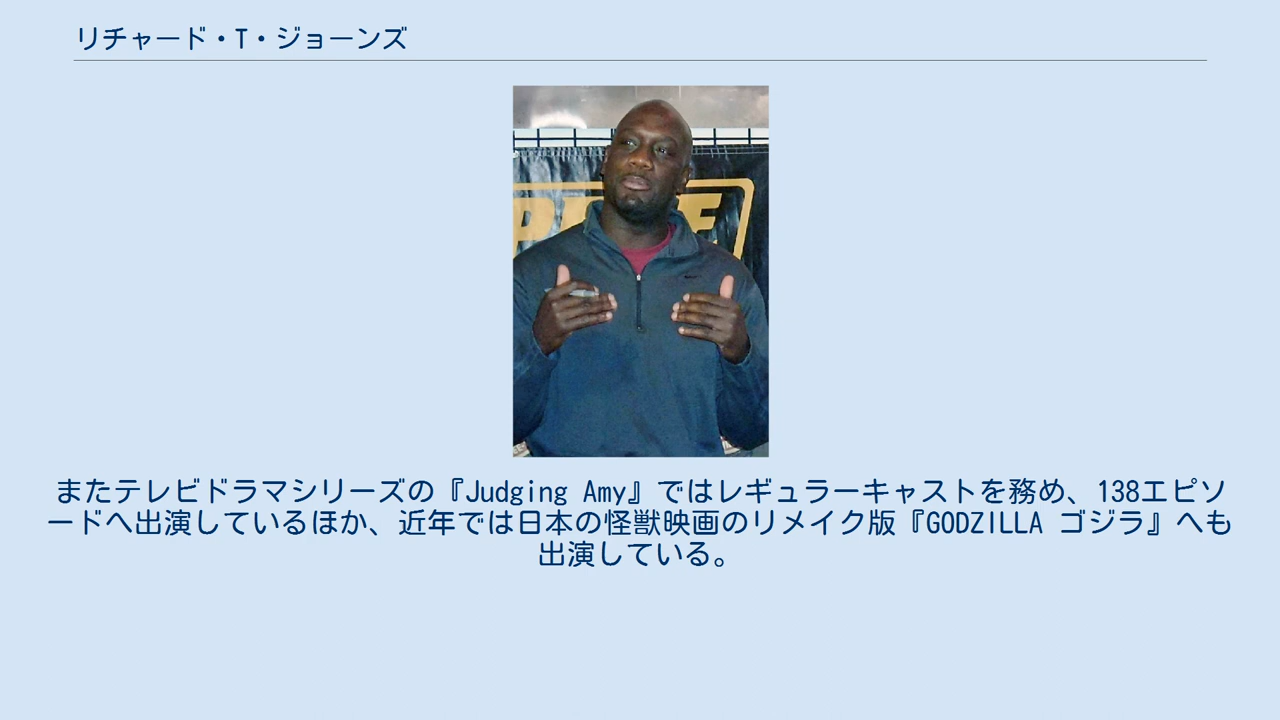 リチャード・T・ジョーンズ
またテレビドラマシリーズの『Judging Amy』ではレギュラーキャストを務め、138エピソ
ードへ出演しているほか、近年では日本の怪獣映画のリメイク版『GODZILLA ゴジラ』へも
出演している。